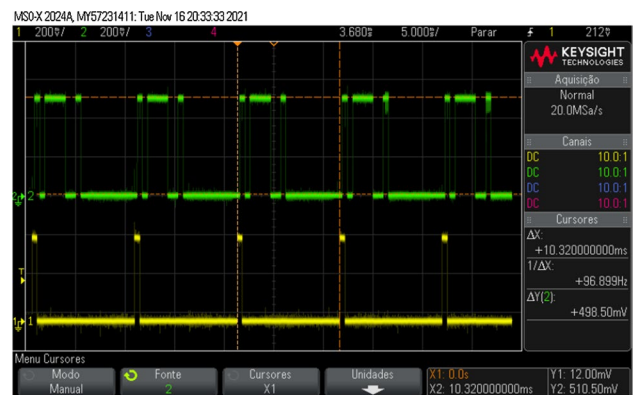 MSO-X 2024A, MY57231411: Tue Nov 16 20:33:33 2021
1 200▽/ 2 200▽/ 3 4 3.680▽ 5.000▽/ Parar 1 212▽
KEYSIGHT
TECHNOLOGIES
Aquisição
Normal
20.0MSa/s
Canais
DC 10.0:1
DC 10.0:1
DC 10.0:1
DC 10.0:1
Cursores
ΔX:
+10.320000000ms
1/ΔX:
+96.899Hz
ΔY(2):
+498.50mV
2
T
1
Menu Cursores
Modo
Manual
Fonte
2
Cursores
X1
Unidades
X1: 0.0s
X2: 10.320000000ms
Y1: 12.00mV
Y2: 510.50mV